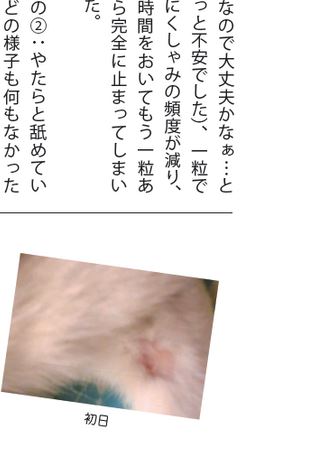 なので大丈夫かなぁ…と
っと不安でした)、一粒で
にくしゃみの頻度が減り、
時間をおいてもう一粒あ
ら完全に止まってしまい
た。
の②：やたらと舐めてい
どの様子も何もなかった
初日